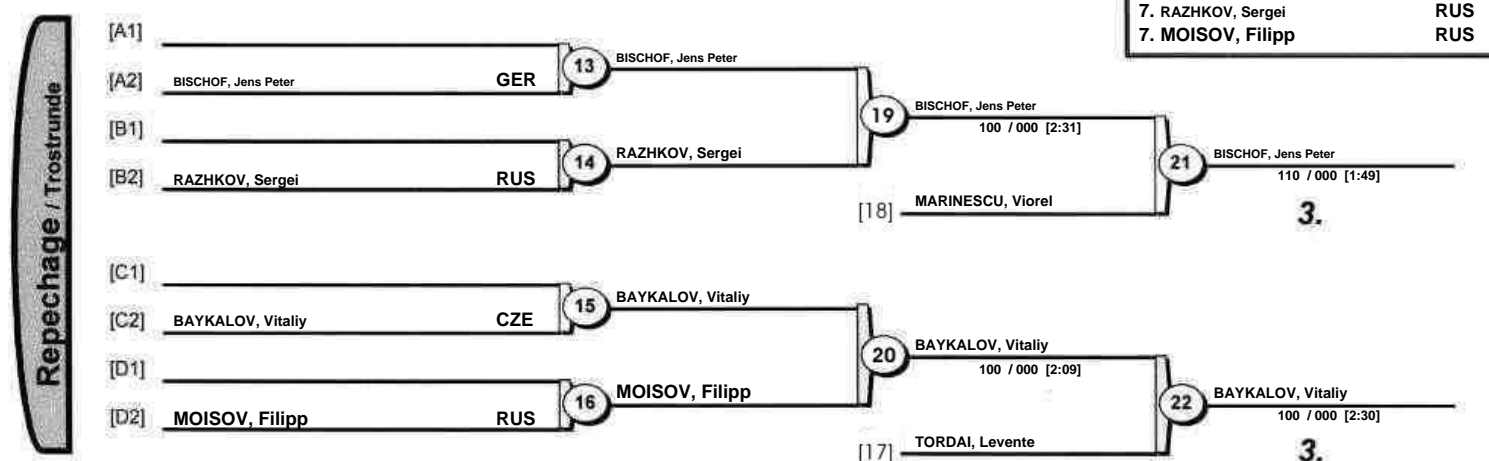 7. RAZHKOV, Sergei RUS
7. MOISOV, Filipp RUS
Repechage / Trostrunde
[A1]
[A2] BISCHOF, Jens Peter GER
13 BISCHOF, Jens Peter
[B1]
[B2] RAZHKOV, Sergei RUS
14 RAZHKOV, Sergei
19 BISCHOF, Jens Peter
100 / 000 [2:31]
[18] MARINESCU, Viorel
21 BISCHOF, Jens Peter
110 / 000 [1:49]
3.
[C1]
[C2] BAYKALOV, Vitaliy CZE
15 BAYKALOV, Vitaliy
[D1]
[D2] MOISOV, Filipp RUS
16 MOISOV, Filipp
20 BAYKALOV, Vitaliy
100 / 000 [2:09]
[17] TORDAI, Levente
22 BAYKALOV, Vitaliy
100 / 000 [2:30]
3.